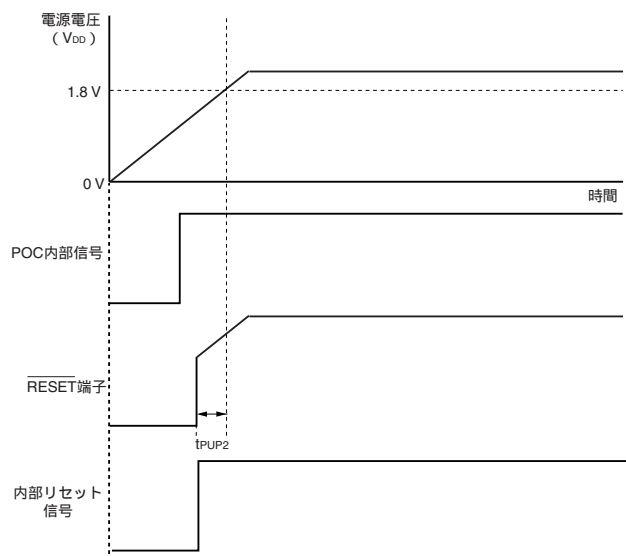 電源電圧
（VDD）
1.8 V
0 V
時間
POC内部信号
RESET端子
tPUP2
内部リセット
信号